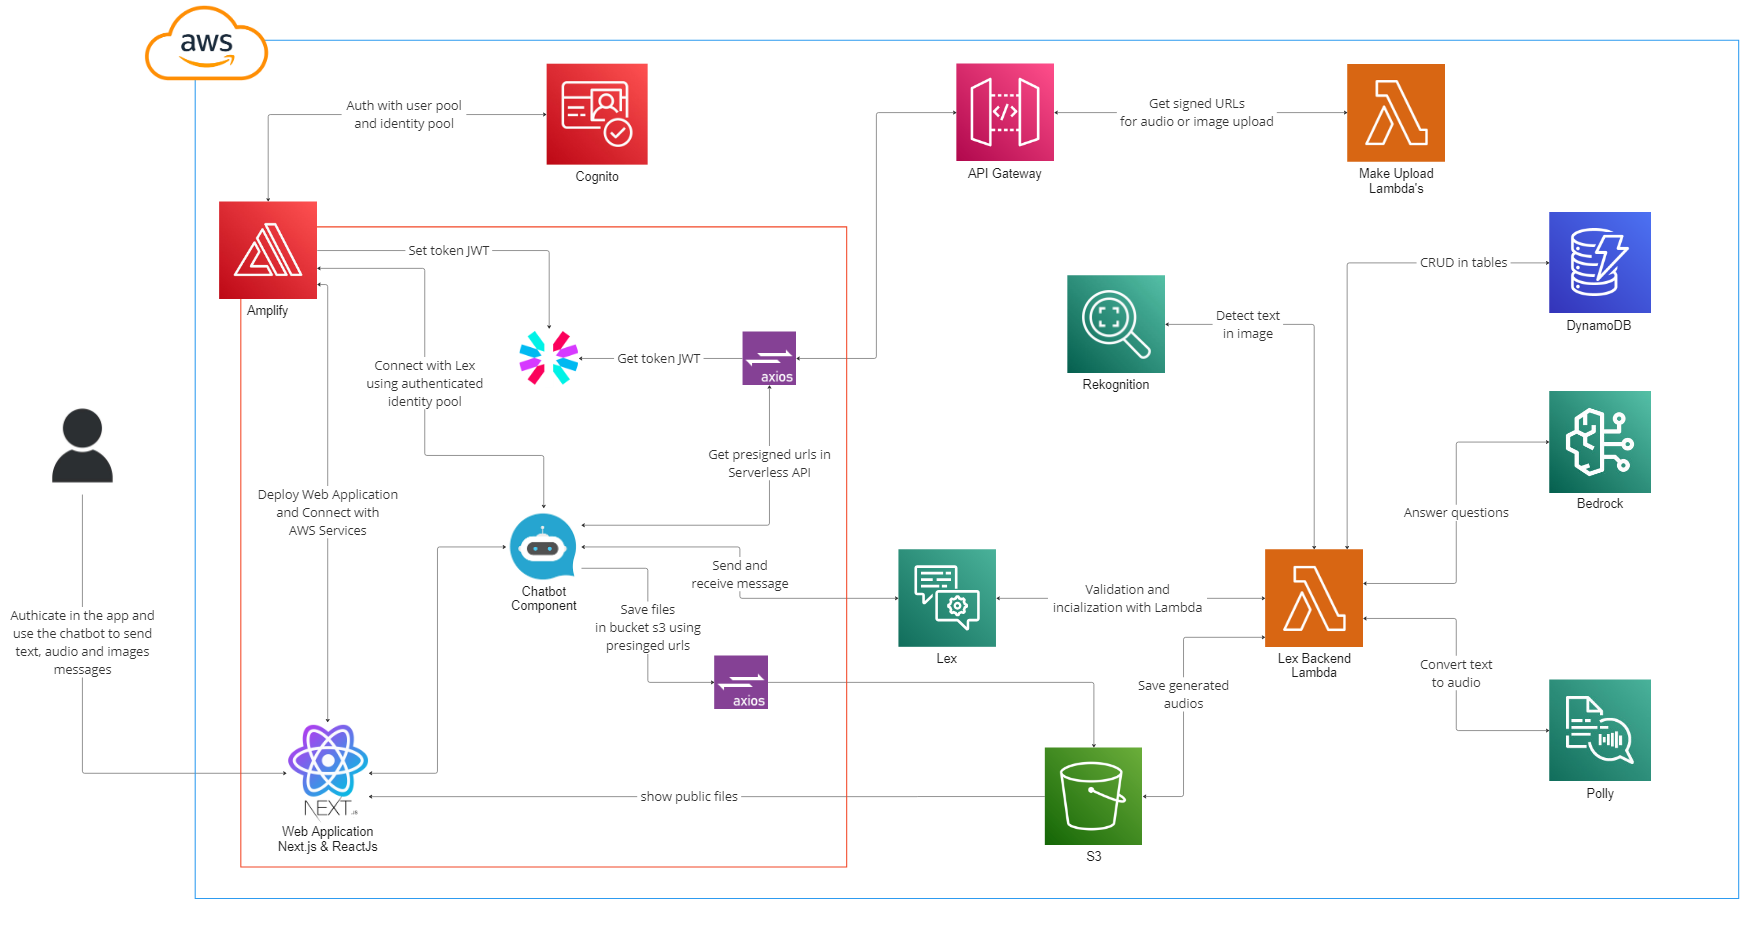 aws
Auth with user pool
and identity pool
Cognito
API Gateway
Get signed URLs
for audio or image upload
Make Upload
Lambda's
Amplify
Set token JWT
Get token JWT
axios
Connect with Lex
using authenticated
identity pool
Detect text
in image
Rekognition
CRUD in tables
DynamoDB
Get presigned urls in
Serverless API
Deploy Web Application
and Connect with
AWS Services
Answer questions
Bedrock
Chatbot
Component
Send and
receive message
Lex
Validation and
incialization with Lambda
Lex Backend
Lambda
Authicate in the app and
use the chatbot to send
text, audio and images
messages
Save files
in bucket s3 using
presinged urls
axios
Save generated
audios
Convert text
to audio
Polly
NEXT.JS
Web Application
Next.js & ReactJs
show public files
S3